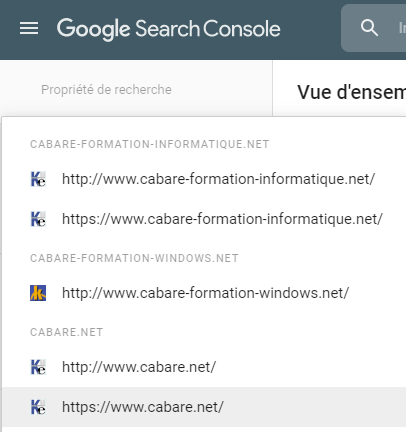 Google Search Console
Propriété de recherche
Vue d'ensem
CABARE-FORMATION-INFORMATIQUE.NET
http://www.cabare-formation-informatique.net/
https://www.cabare-formation-informatique.net/
CABARE-FORMATION-WINDOWS.NET
http://www.cabare-formation-windows.net/
CABARE.NET
http://www.cabare.net/
https://www.cabare.net/